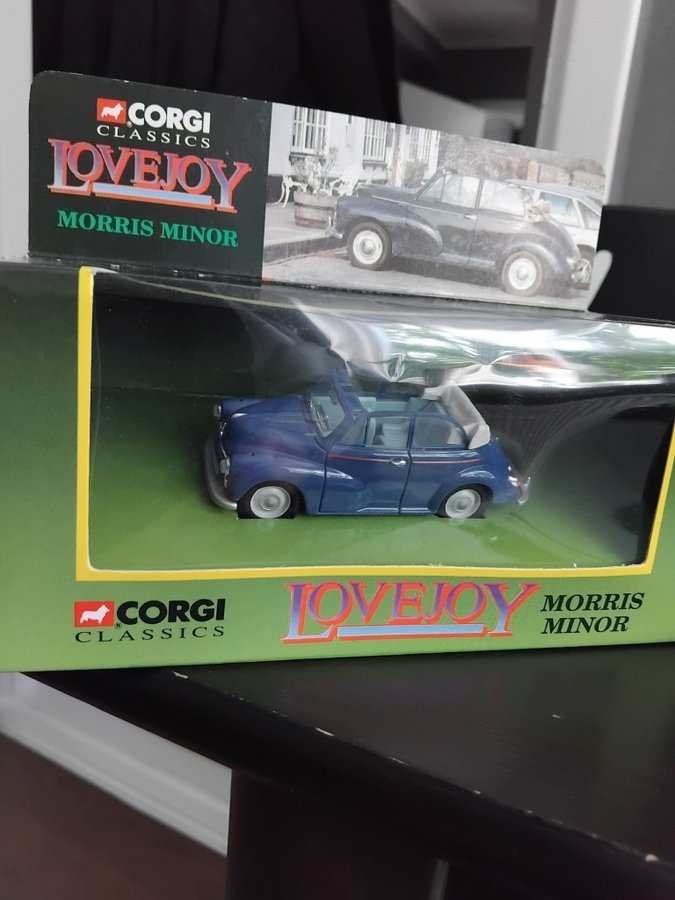 CORGI
CLASSICS
LOVEJOY
MORRIS MINOR
CORGI
CLASSICS
LOVEJOY
MORRIS
MINOR